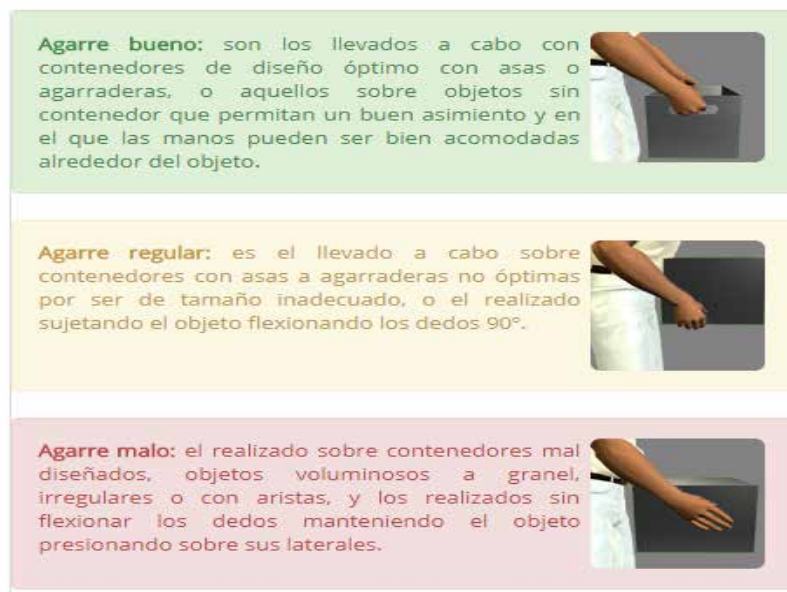 Agarre bueno: son los llevados a cabo con
contenedores de diseño óptimo con asas o
agarraderas, o aquellos sobre objetos sin
contenedor que permitan un buen asimiento y en
el que las manos pueden ser bien acomodadas
alrededor del objeto.
Agarre regular: es el llevado a cabo sobre
contenedores con asas a agarraderas no óptimas
por ser de tamaño inadecuado, o el realizado
sujetando el objeto flexionando los dedos 90º.
Agarre malo: el realizado sobre contenedores mal
diseñados, objetos voluminosos a granel,
irregulares o con aristas, y los realizados sin
flexionar los dedos manteniendo el objeto
presionando sobre sus laterales.